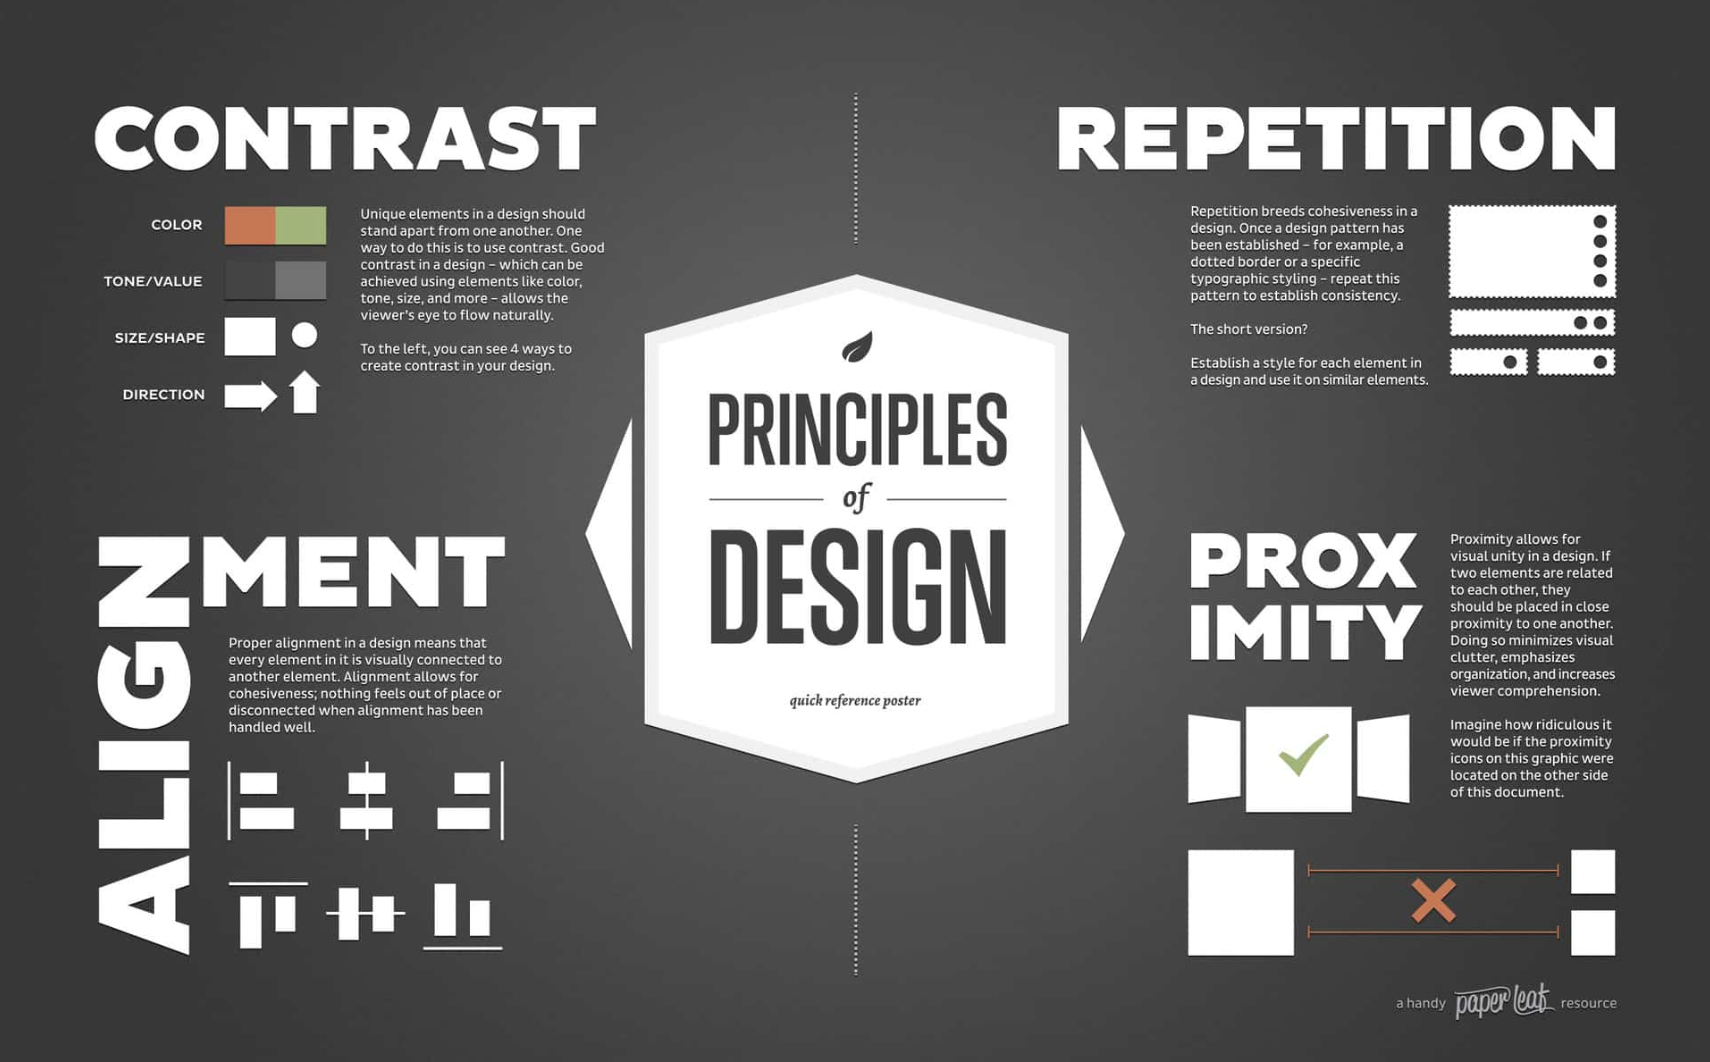 CONTRAST
COLOR
TONE/VALUE
SIZE/SHAPE
DIRECTION
Unique elements in a design should
stand apart from one another. One
way to do this is to use contrast. Good
contrast in a design – which can be
achieved using elements like color,
tone, size, and more – allows the
viewer's eye to flow naturally.
To the left, you can see 4 ways to
create contrast in your design.
REPETITION
Repetition breeds cohesiveness in a
design. Once a design pattern has
been established – for example, a
dotted border or a specific
typographic styling – repeat this
pattern to establish consistency.
The short version?
Establish a style for each element in
a design and use it on similar elements.
PRINCIPLES
of
DESIGN
quick reference poster
ALIGNMENT
Proper alignment in a design means that
every element in it is visually connected to
another element. Alignment allows for
cohesiveness; nothing feels out of place or
disconnected when alignment has been
handled well.
PROX
IMITY
Proximity allows for
visual unity in a design. If
two elements are related
to each other, they
should be placed in close
proximity to one another.
Doing so minimizes visual
clutter, emphasizes
organization, and increases
viewer comprehension.
Imagine how ridiculous it
would be if the proximity
icons on this graphic were
located on the other side
of this document.
a handy paper leaf resource